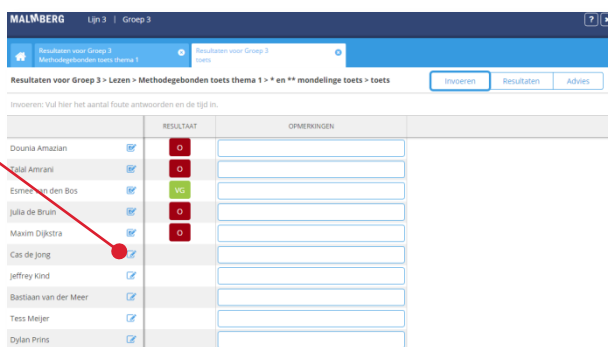 MALMBERG Lijn 3 | Groep 3 ?
Resultaten voor Groep 3
Methodegebonden toets thema 1
Resultaten voor Groep 3
toets
Resultaten voor Groep 3 > Lezen > Methodegebonden toets thema 1 > * en ** mondelinge toets > toets
Invoeren Resultaten Advies
Invoeren: Vul hier het aantal foute antwoorden en de tijd in.
RESULTAAT OPMERKINGEN
Dounia Amazian O
Talal Amrani O
Esmee van den Bos VG
Julia de Bruin O
Maxim Dijkstra O
Cas de Jong
Jeffrey Kind
Bastiaan van der Meer
Tess Meijer
Dylan Prins